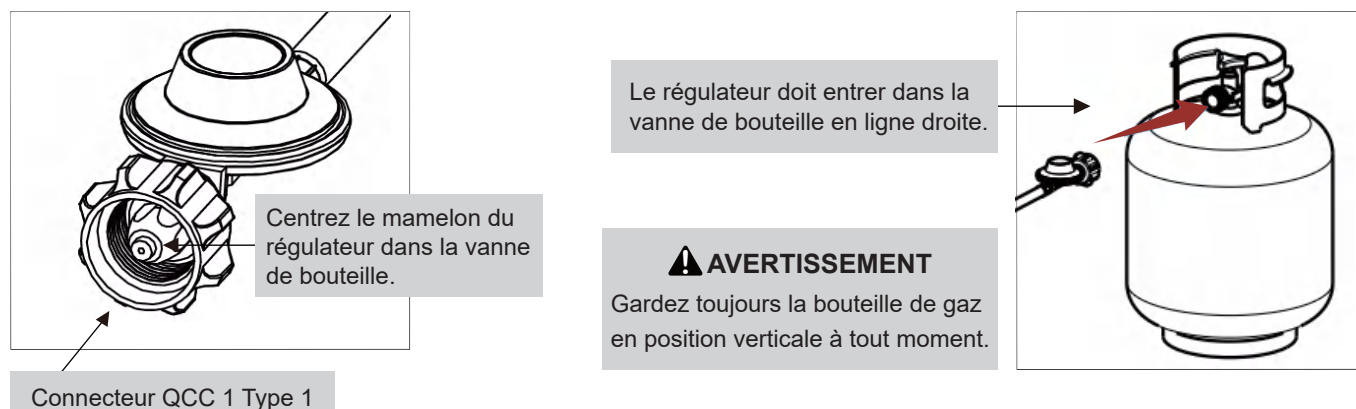 Le régulateur doit entrer dans la
vanne de bouteille en ligne droite.
Centrez le mamelon du
régulateur dans la vanne
de bouteille.
AVERTISSEMENT
Gardez toujours la bouteille de gaz
en position verticale à tout moment.
Connecteur QCC 1 Type 1